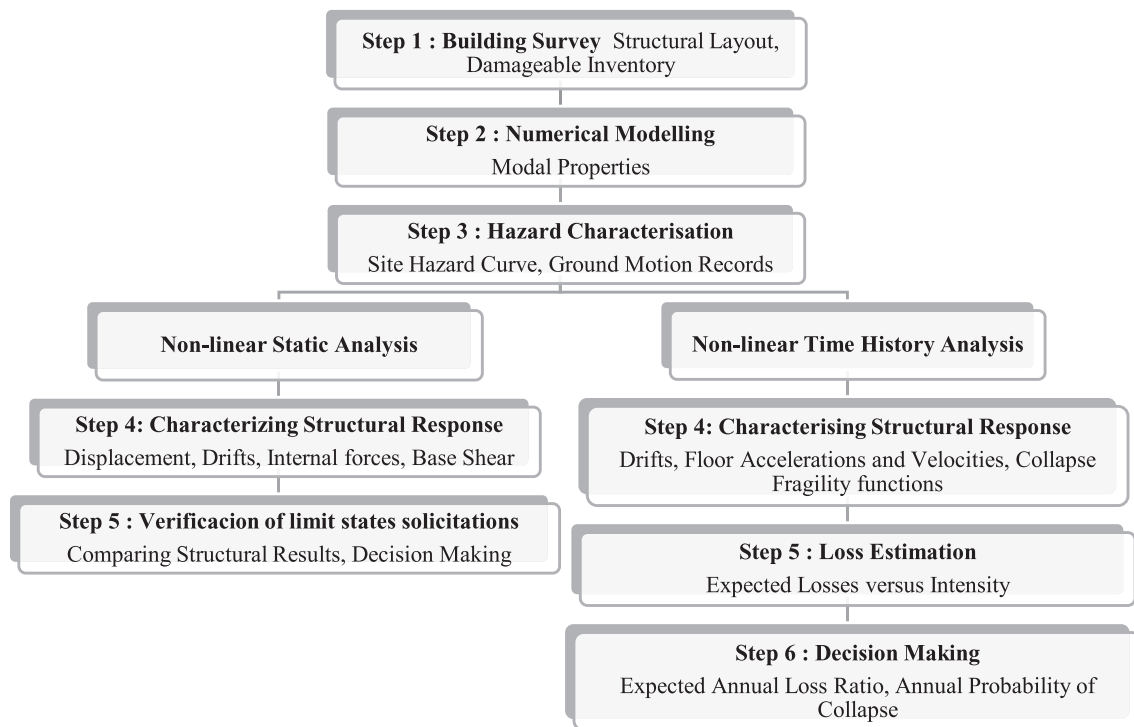 Step 1 : Building Survey Structural Layout,
Damageable Inventory
Step 2 : Numerical Modelling
Modal Properties
Step 3 : Hazard Characterisation
Site Hazard Curve, Ground Motion Records
Non-linear Static Analysis
Step 4: Characterizing Structural Response
Displacement, Drifts, Internal forces, Base Shear
Step 5 : Verificacion of limit states solicitations
Comparing Structural Results, Decision Making
Non-linear Time History Analysis
Step 4: Characterising Structural Response
Drifts, Floor Accelerations and Velocities, Collapse
Fragility functions
Step 5 : Loss Estimation
Expected Losses versus Intensity
Step 6 : Decision Making
Expected Annual Loss Ratio, Annual Probability of
Collapse